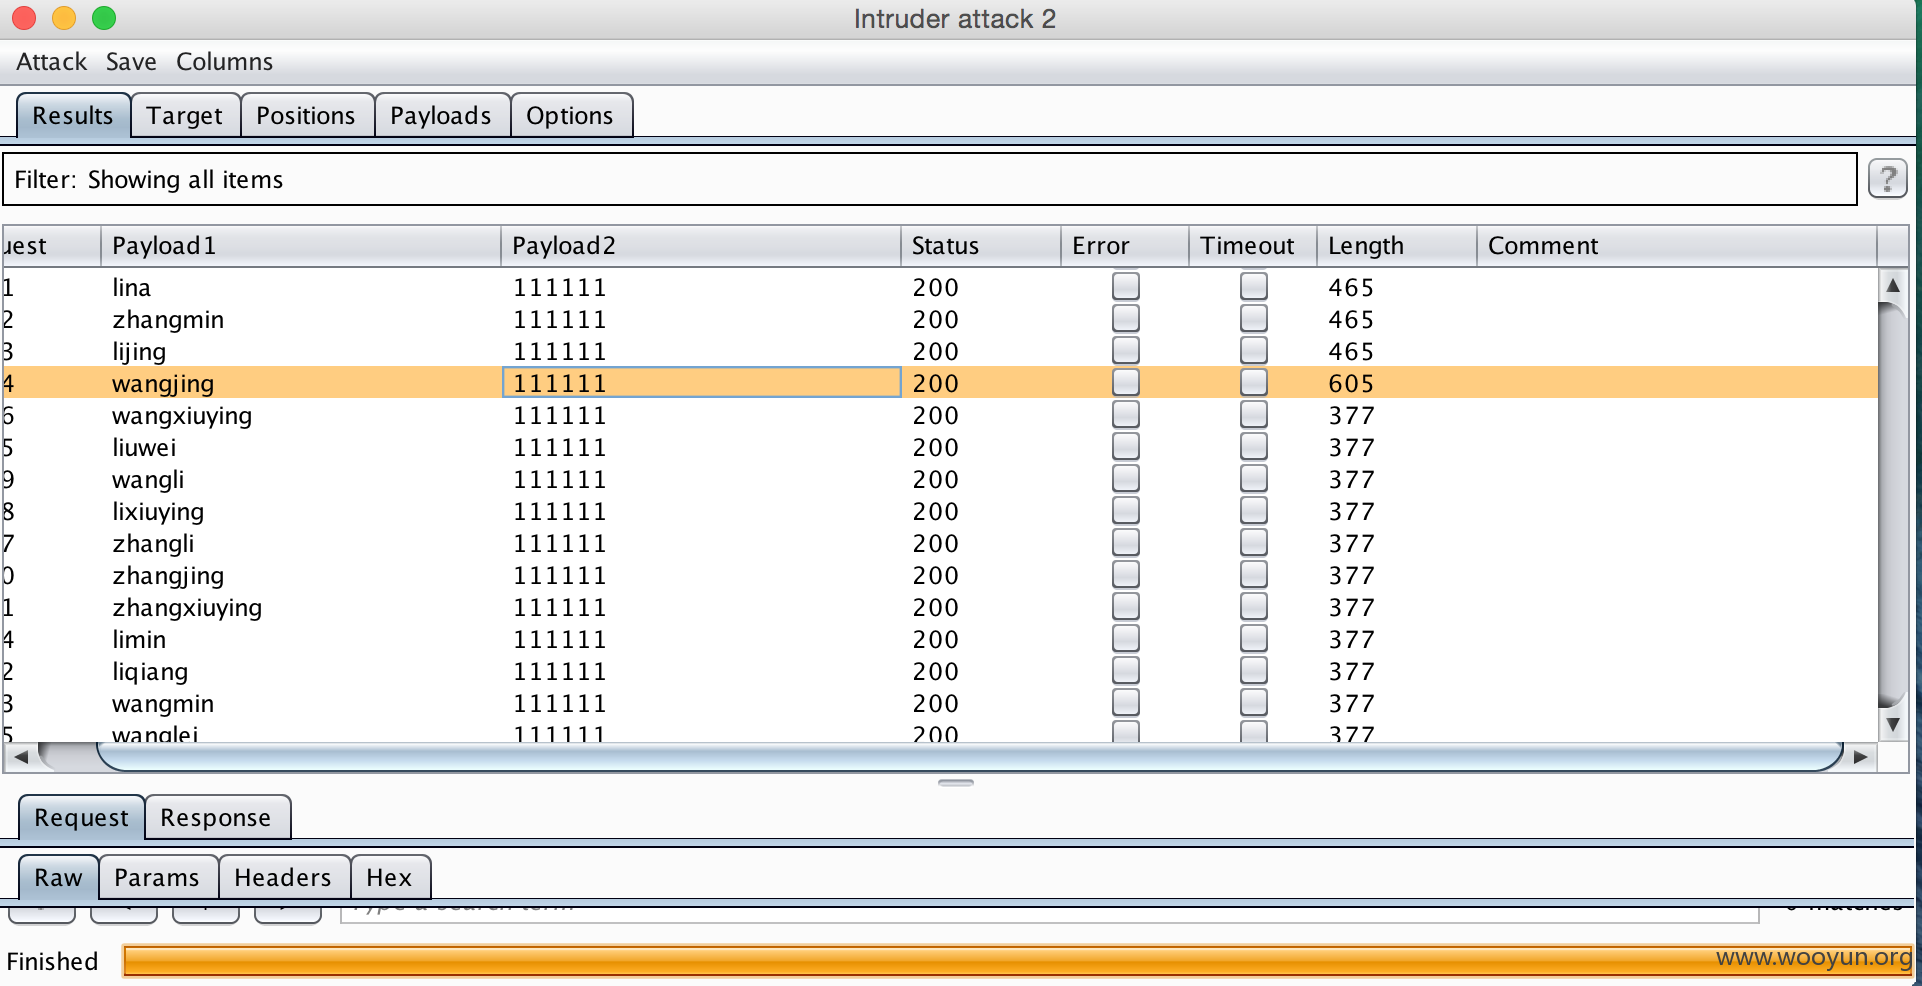 Intruder attack 2
Attack Save Columns
Results Target Positions Payloads Options
Filter: Showing all items
?
uest Payload1 Payload2 Status Error Timeout Length Comment
1 lina 111111 200 465
2 zhangmin 111111 200 465
3 lijing 111111 200 465
4 wangjing 111111 200 605
6 wangxiuying 111111 200 377
5 liuwei 111111 200 377
9 wangli 111111 200 377
8 lixiuying 111111 200 377
7 zhangli 111111 200 377
0 zhangjing 111111 200 377
1 zhangxiuying 111111 200 377
4 limin 111111 200 377
2 liqiang 111111 200 377
3 wangmin 111111 200 377
5 wanglei 111111 200 377
Request Response
Raw Params Headers Hex
Type a search term 0 matches
Finished
www.wooyun.org